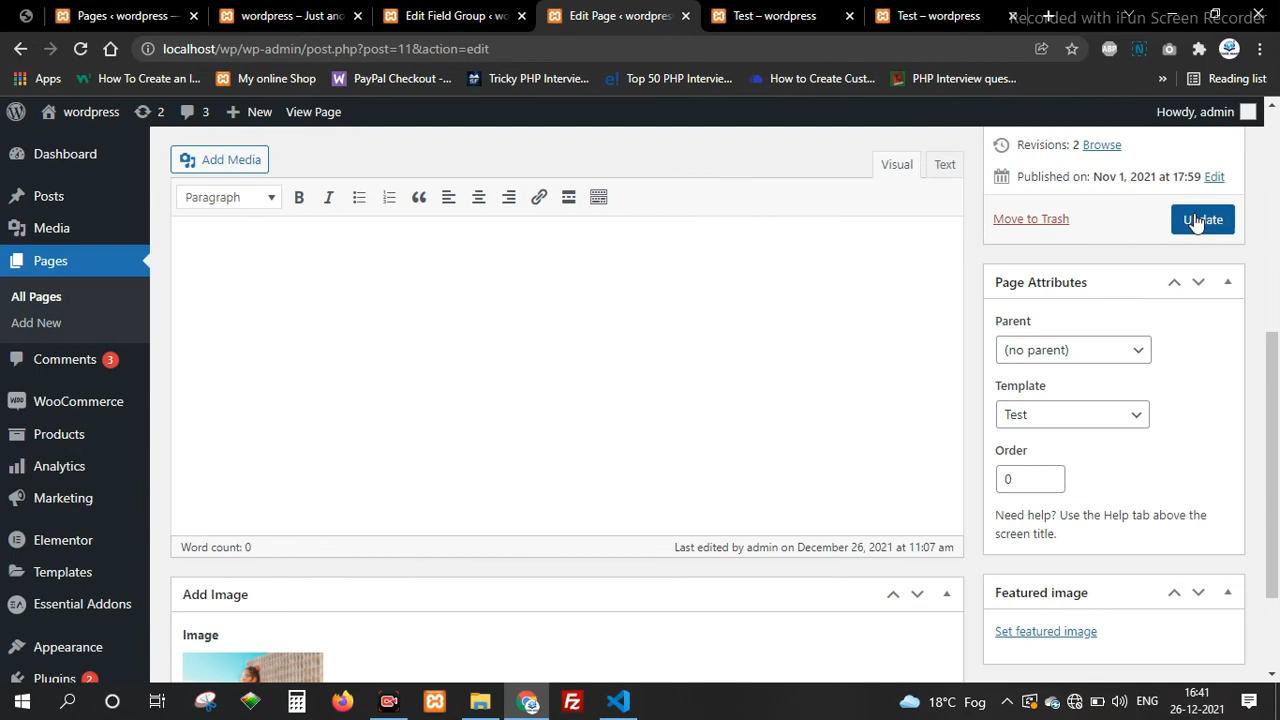 Pages ‹ wordpress —
wordpress – Just ano
Edit Field Group ‹ wo
Edit Page ‹ wordpres
Test – wordpress
Test – wordpress
Recorded with iFun Screen Recorder
localhost/wp/wp-admin/post.php?post=11&action=edit
Apps
How To Create an I...
My online Shop
PayPal Checkout -...
Tricky PHP Intervie...
Top 50 PHP Intervie...
How to Create Cust...
PHP Interview ques...
»
Reading list
wordpress
2
3
New
View Page
Howdy, admin
Dashboard
Posts
Media
Pages
All Pages
Add New
Comments 3
WooCommerce
Products
Analytics
Marketing
Elementor
Templates
Essential Addons
Appearance
Plugins 2
Add Media
Visual
Text
Paragraph
Word count: 0
Last edited by admin on December 26, 2021 at 11:07 am
Add Image
Image
Revisions: 2 Browse
Published on: Nov 1, 2021 at 17:59 Edit
Move to Trash
Update
Page Attributes
Parent
(no parent)
Template
Test
Order
0
Need help? Use the Help tab above the
screen title.
Featured image
Set featured image
18°C Fog
ENG
16:41
26-12-2021